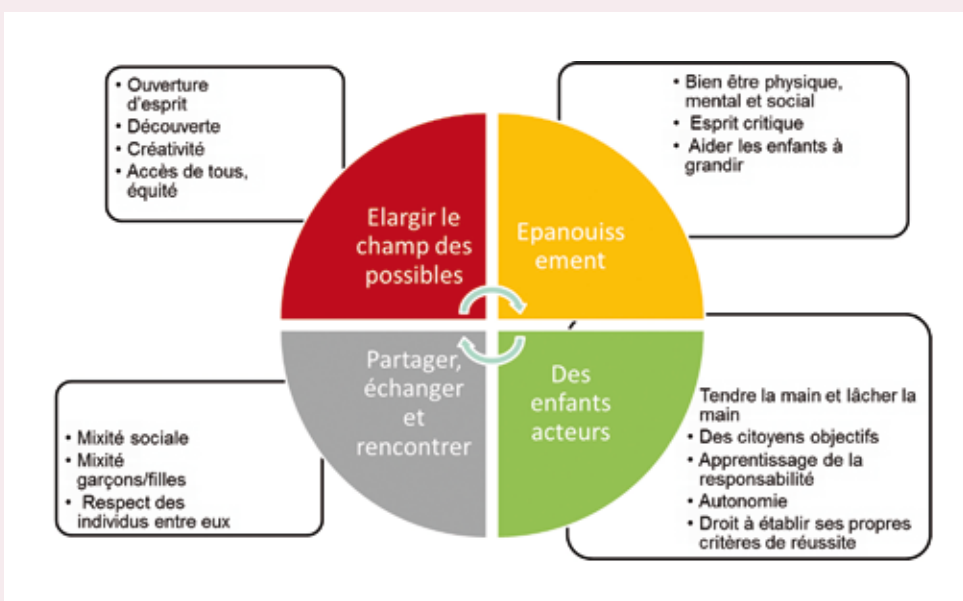 • Ouverture
d'esprit
• Découverte
• Créativité
• Accès de tous,
équité
• Bien être physique,
mental et social
• Esprit critique
• Aider les enfants à
grandir
Elargir le
champ des
possibles
Epanouiss
ement
Partager,
échanger
et
rencontrer
Des
enfants
acteurs
• Mixité sociale
• Mixité
garçons/filles
• Respect des
individus entre eux
Tendre la main et lâcher la
main
• Des citoyens objectifs
• Apprentissage de la
responsabilité
• Autonomie
• Droit à établir ses propres
critères de réussite